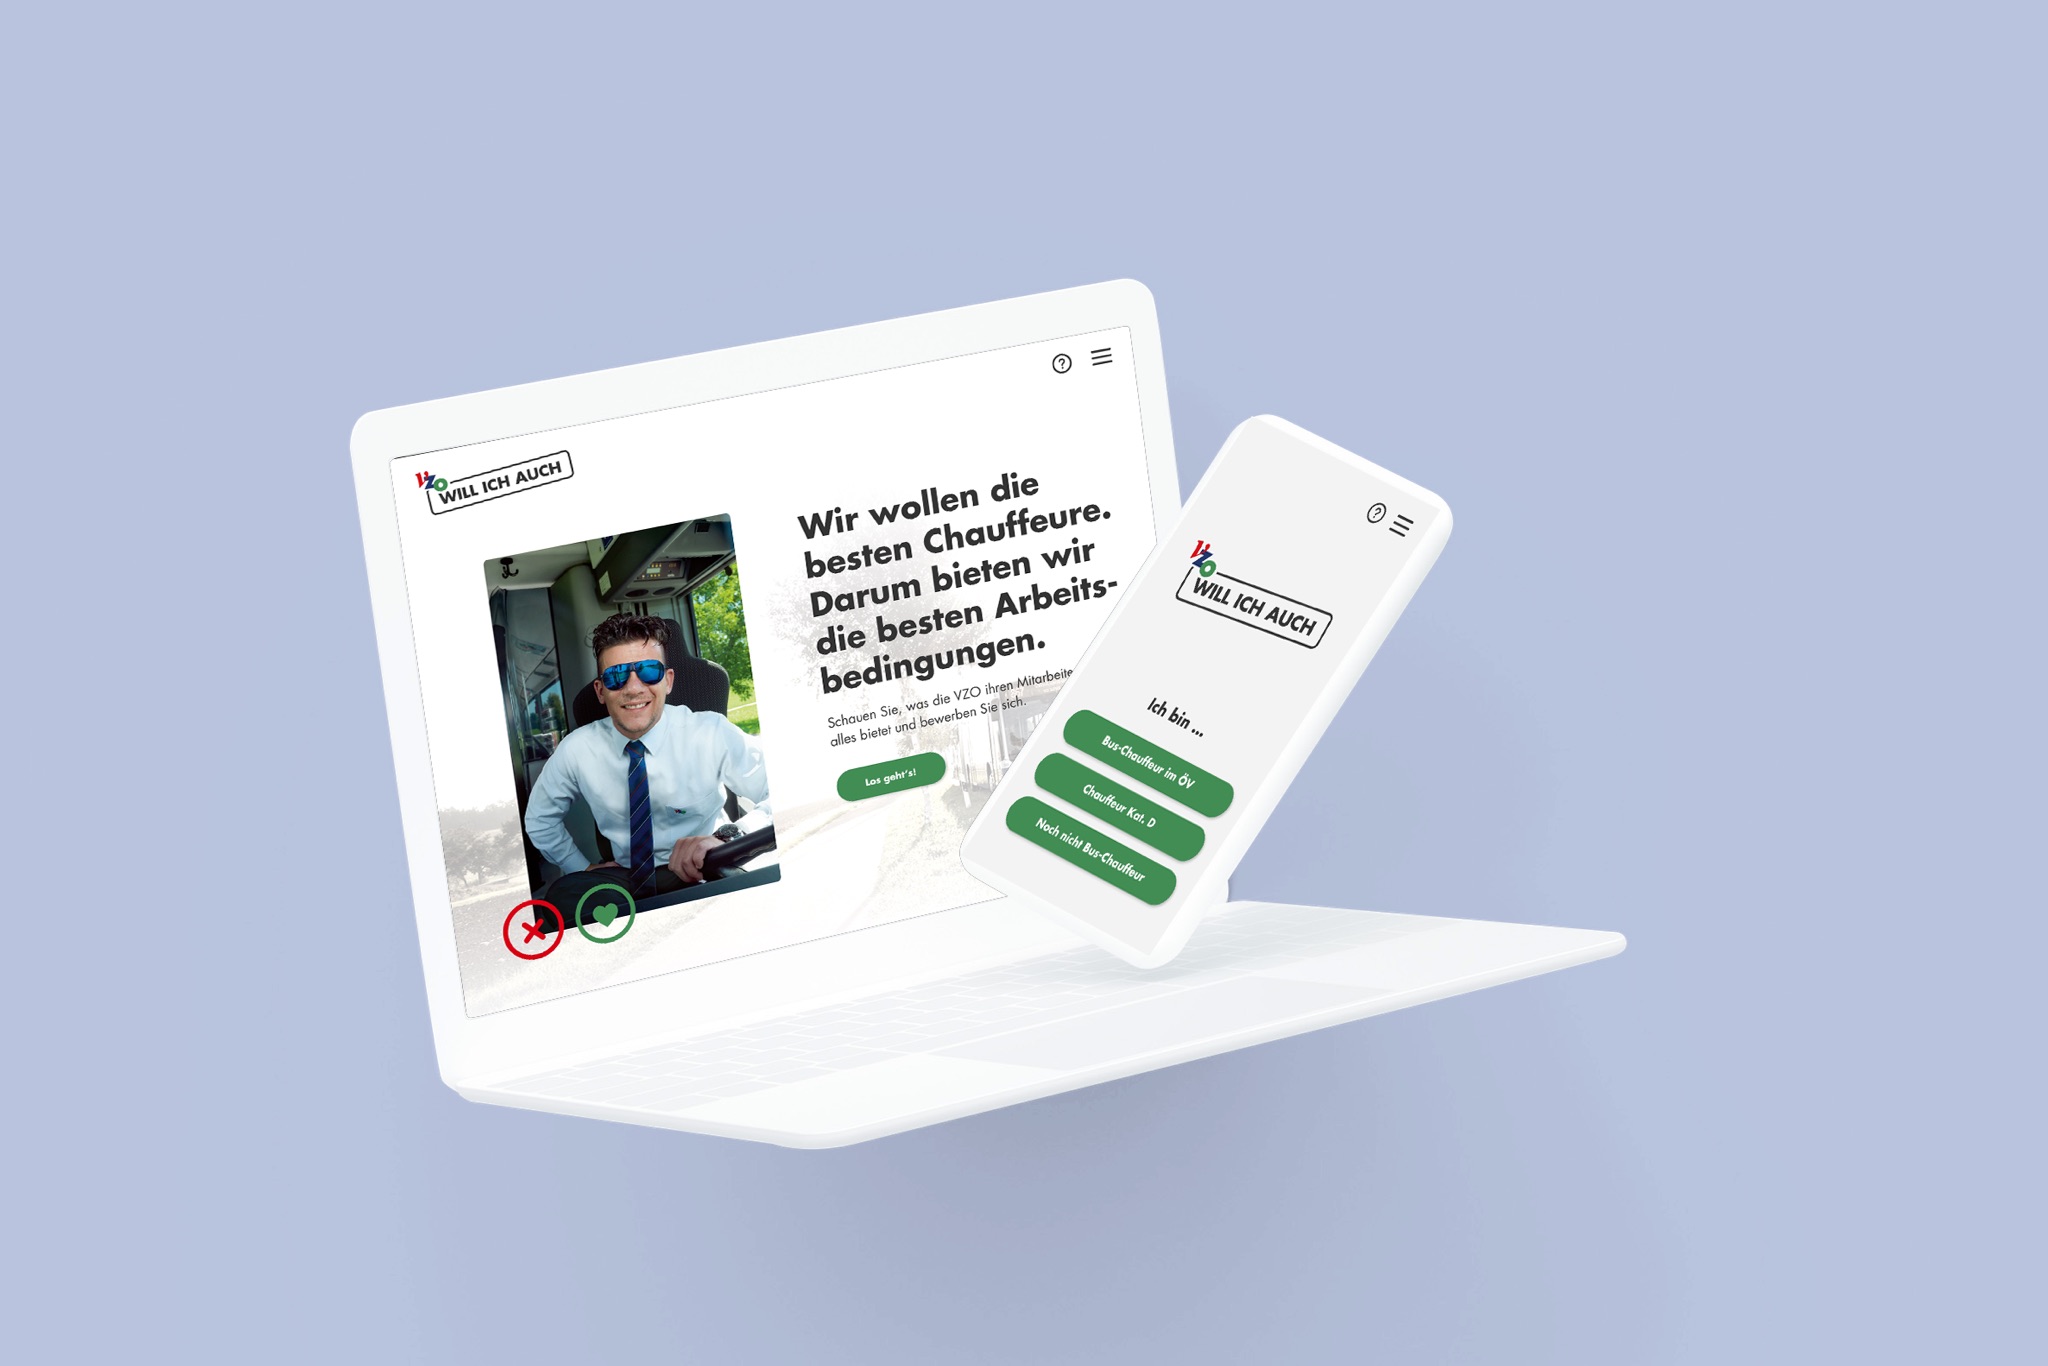 VZO
WILL ICH AUCH
Wir wollen die
besten Chauffeure.
Darum bieten wir
die besten Arbeits-
bedingungen.
Schauen Sie, was die VZO ihren Mitarbeite
alles bietet und bewerben Sie sich.
Los geht's!
VZO
WILL ICH AUCH
Ich bin ...
Bus-Chauffeur im ÖV
Chauffeur Kat. D
Noch nicht Bus-Chauffeur